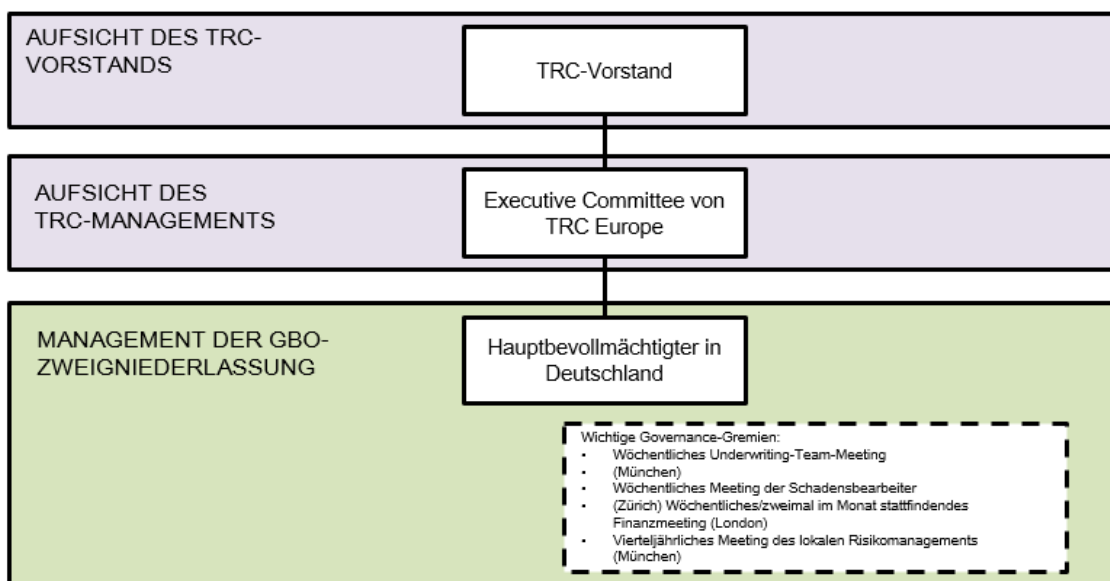 AUFSICHT DES TRC-
VORSTANDS
TRC-Vorstand
AUFSICHT DES
TRC-MANAGEMENTS
Executive Committee von
TRC Europe
MANAGEMENT DER GBO-
ZWEIGNIEDERLASSUNG
Hauptbevollmächtigter in
Deutschland
Wichtige Governance-Gremien:
• Wöchentliches Underwriting-Team-Meeting
• (München)
• Wöchentliches Meeting der Schadensbearbeiter
• (Zürich) Wöchentliches/zweimal im Monat stattfindendes
Finanzmeeting (London)
• Vierteljährliches Meeting des lokalen Risikomanagements
(München)